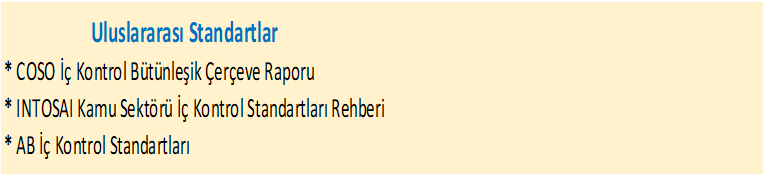 Uluslararası Standartlar
* COSO İç Kontrol Bütünleşik Çerçeve Raporu
* INTOSAI Kamu Sektörü İç Kontrol Standartları Rehberi
* AB İç Kontrol Standartları